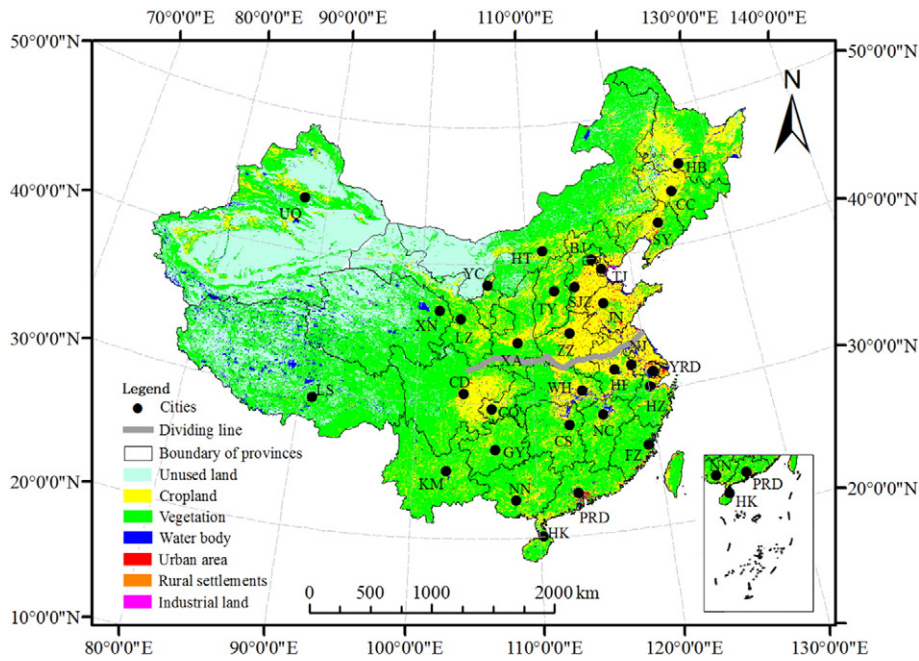 70°0'0"E 80°0'0"E 90°0'0"E 110°0'0"E 130°0'0"E 140°0'0"E
50°0'0"N
50°0'0"N
N
HB
CC
UQ
40°0'0"N
40°0'0"N
SY
HT
BJ
TJ
YC
TY
SJZ
JN
XN
LZ
30°0'0"N
XA
ZZ
NJ
30°0'0"N
YRD
Legend
Cities
Dividing line
Boundary of provinces
Unused land
Cropland
Vegetation
Water body
Urban area
Rural settlements
Industrial land
LS
CD
CQ
WH
HF
HZ
CS
NC
GY
FZ
KM
NN
PRD
HK
20°0'0"N
20°0'0"N
NN
PRD
HK
0 500 1000 2000 km
10°0'0"N
80°0'0"E 90°0'0"E 100°0'0"E 110°0'0"E 120°0'0"E 130°0'0"E